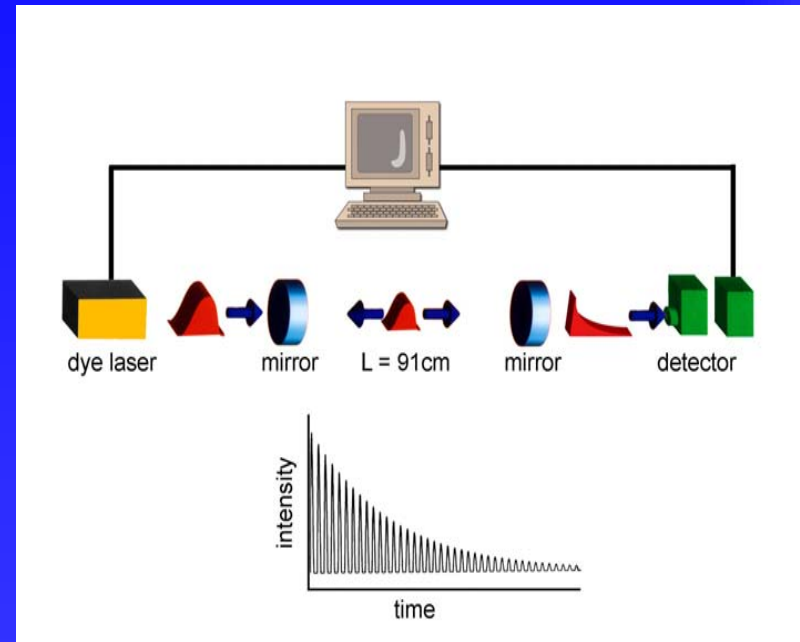 dye laser
mirror
L = 91cm
mirror
detector
intensity
time